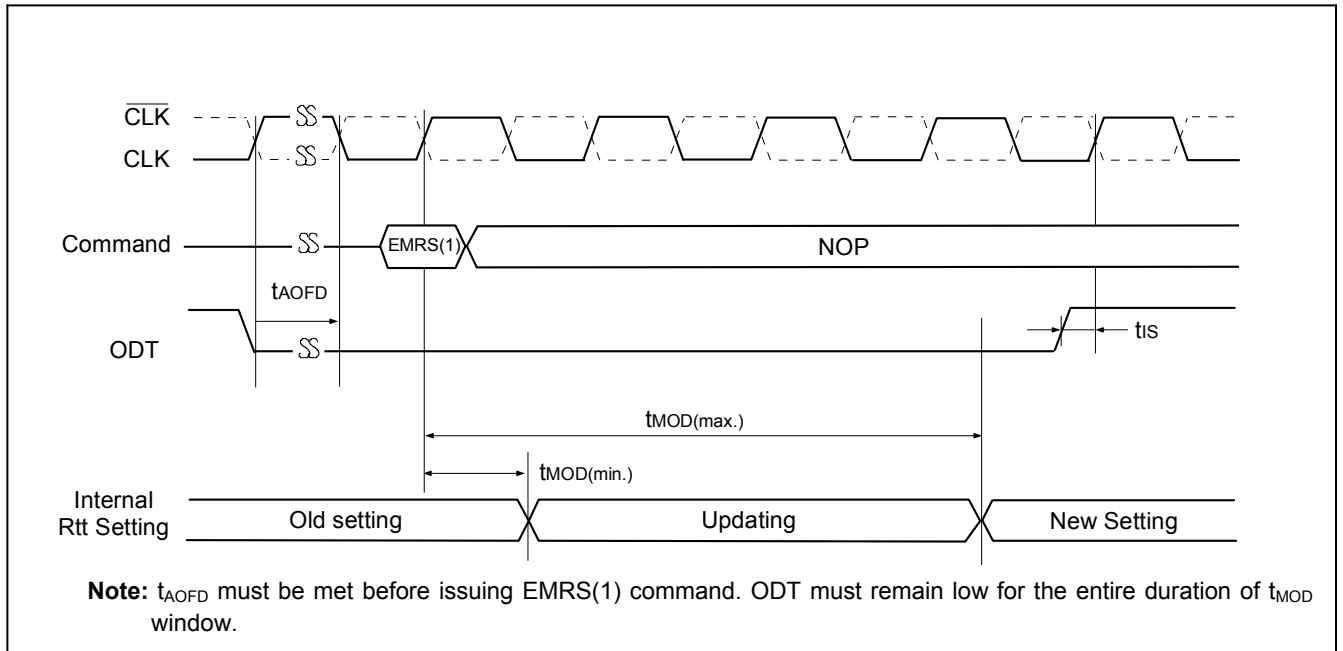 CLK
CLK
Command
EMRS(1)
NOP
tAOFD
ODT
tIS
tMOD(max.)
tMOD(min.)
Internal
Rtt Setting
Old setting
Updating
New Setting
Note: tAOFD must be met before issuing EMRS(1) command. ODT must remain low for the entire duration of tMOD
window.